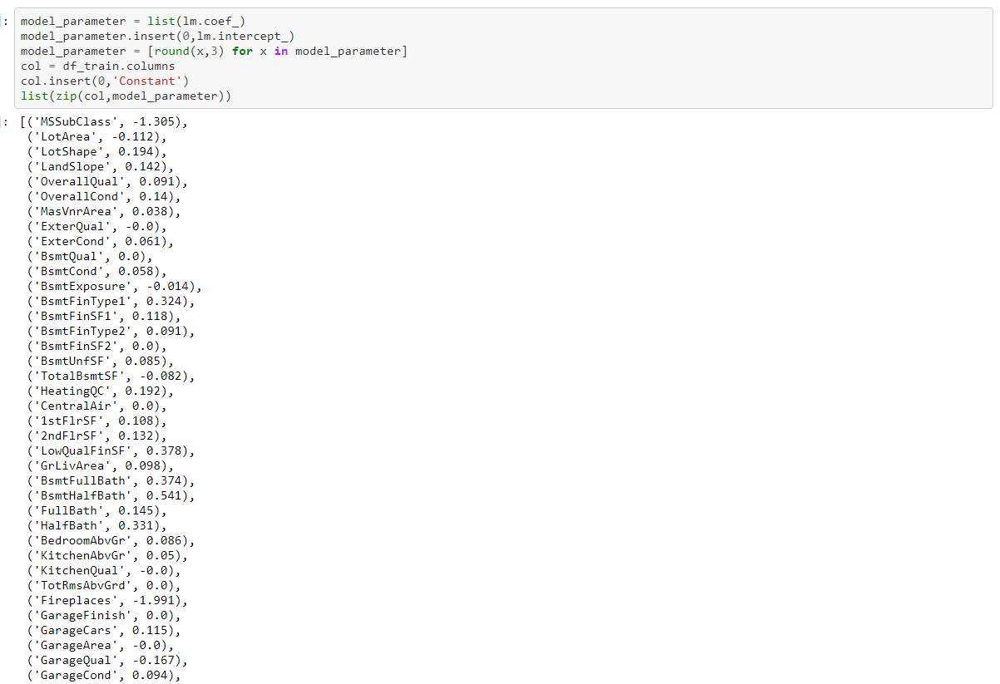 ]: model_parameter = list(lm.coef_)
model_parameter.insert(0,lm.intercept_)
model_parameter = [round(x,3) for x in model_parameter]
col = df_train.columns
col.insert(0,'Constant')
list(zip(col,model_parameter))
]: [('MSSubClass', -1.305),
('LotArea', -0.112),
('LotShape', 0.194),
('LandSlope', 0.142),
('OverallQual', 0.091),
('OverallCond', 0.14),
('MasVnrArea', 0.038),
('ExterQual', -0.0),
('ExterCond', 0.061),
('BsmtQual', 0.0),
('BsmtCond', 0.058),
('BsmtExposure', -0.014),
('BsmtFinType1', 0.324),
('BsmtFinSF1', 0.118),
('BsmtFinType2', 0.091),
('BsmtFinSF2', 0.0),
('BsmtUnfSF', 0.085),
('TotalBsmtSF', -0.082),
('HeatingQC', 0.192),
('CentralAir', 0.0),
('1stFlrSF', 0.108),
('2ndFlrSF', 0.132),
('LowQualFinSF', 0.378),
('GrLivArea', 0.098),
('BsmtFullBath', 0.374),
('BsmtHalfBath', 0.541),
('FullBath', 0.145),
('HalfBath', 0.331),
('BedroomAbvGr', 0.086),
('KitchenAbvGr', 0.05),
('KitchenQual', -0.0),
('TotRmsAbvGrd', 0.0),
('Fireplaces', -1.991),
('GarageFinish', 0.0),
('GarageCars', 0.115),
('GarageArea', -0.0),
('GarageQual', -0.167),
('GarageCond', 0.094),